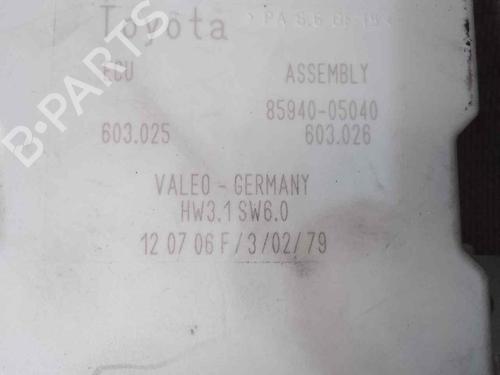 Toyota
ECU ASSEMBLY
85940-05040
603.025 603.026
VALEO - GERMANY
HW3.1 SW6.0
12 07 06 F/3/02/79
B-PARTS